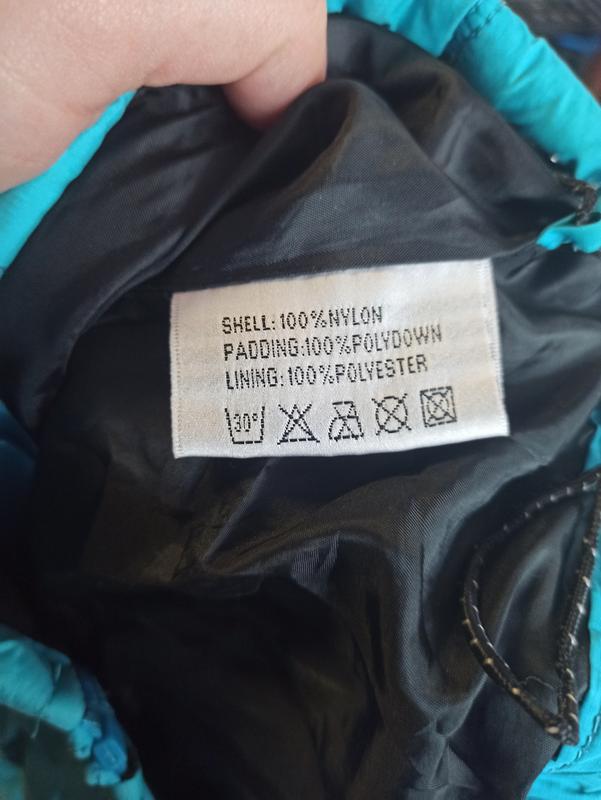 SHELL:100%NYLON
PADDING:100%POLYDOWN
LINING:100%POLYESTER
30°